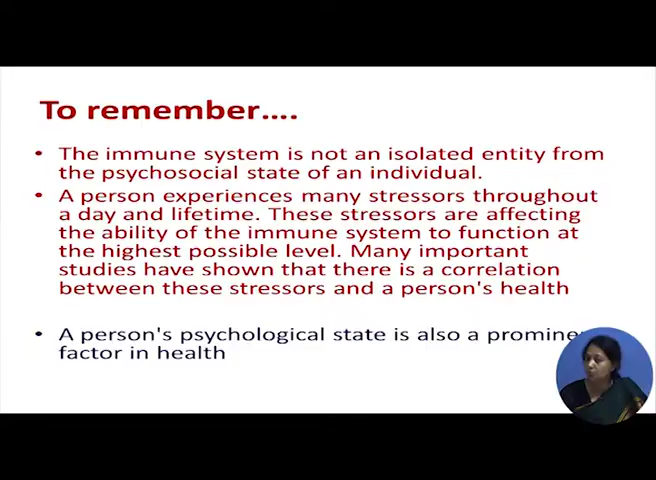 To remember....
• The immune system is not an isolated entity from
the psychosocial state of an individual.
• A person experiences many stressors throughout
a day and lifetime. These stressors are affecting
the ability of the immune system to function at
the highest possible level. Many important
studies have shown that there is a correlation
between these stressors and a person's health
• A person's psychological state is also a
factor in health